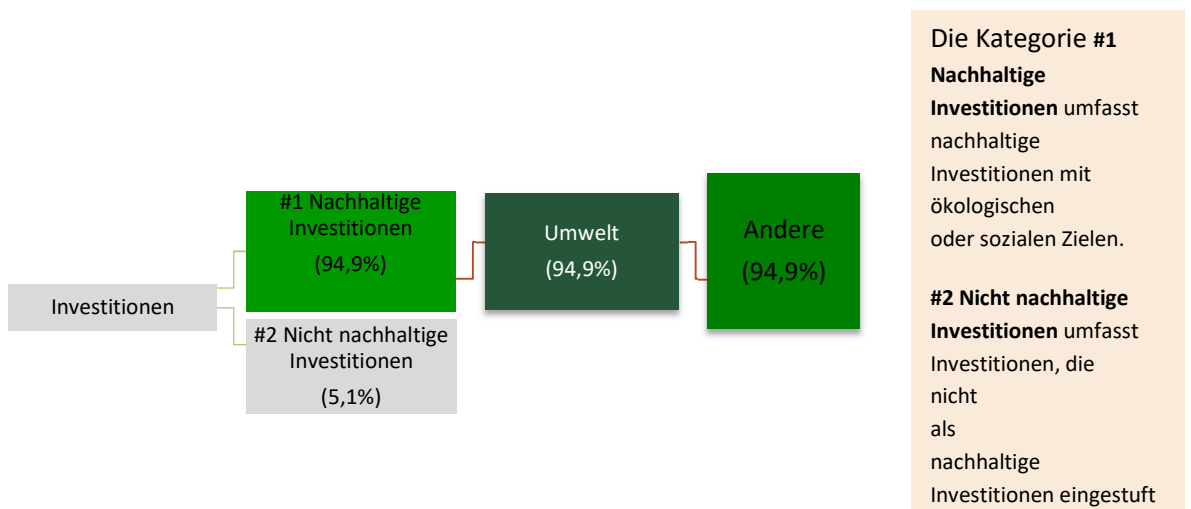 Investitionen
#1 Nachhaltige
Investitionen
(94,9%)
#2 Nicht nachhaltige
Investitionen
(5,1%)
Umwelt
(94,9%)
Andere
(94,9%)
Die Kategorie #1
Nachhaltige
Investitionen umfasst
nachhaltige
Investitionen mit
ökologischen
oder sozialen Zielen.
#2 Nicht nachhaltige
Investitionen umfasst
Investitionen, die
nicht
als
nachhaltige
Investitionen eingestuft